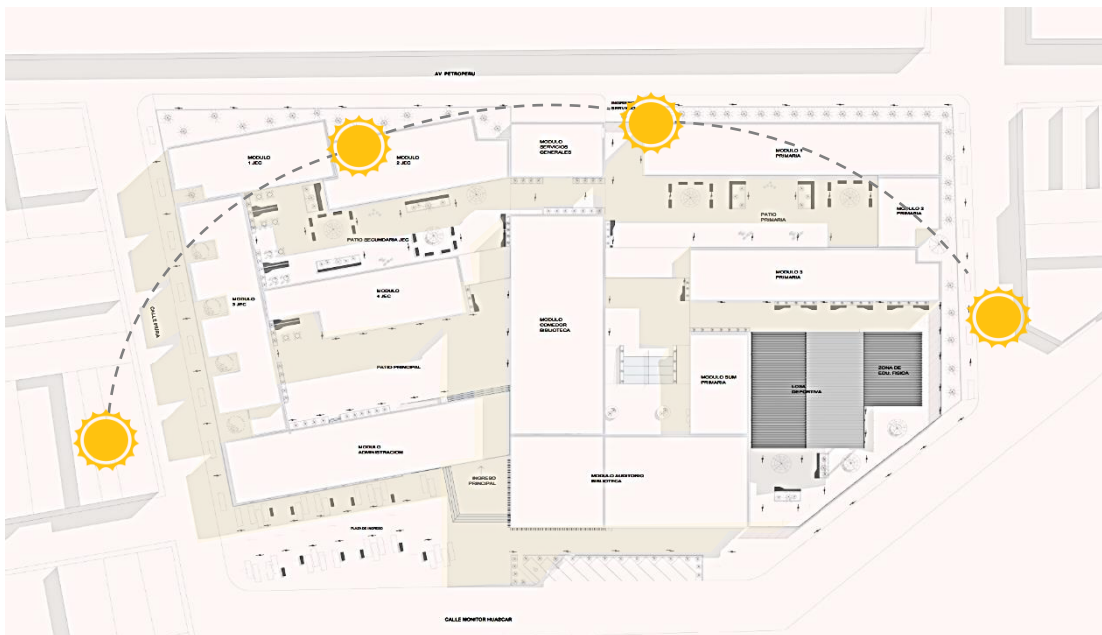 AV. PETROPERU
MODULO
1 JEC
MODULO
2 JEC
MODULO
SERVICIOS
GENERALES
MODULO 1
PRIMARIA
MODULO 2
PRIMARIA
PATIO
PRIMARIA
PATIO SECUNDARIA JEC
MODULO 3
PRIMARIA
MODULO
3 JEC
MODULO
4 JEC
CALLE PIURA
MODULO
COMEDOR
BIBLIOTECA
PATIO PRINCIPAL
MODULO SUM
PRIMARIA
LOSA
DEPORTIVA
ZONA DE
EDU. FISICA
MODULO
ADMINISTRACION
INGRESO
PRINCIPAL
MODULO AUDITORIO
BIBLIOTECA
PLAZA DE INGRESO
CALLE MONITOR HUASCAR